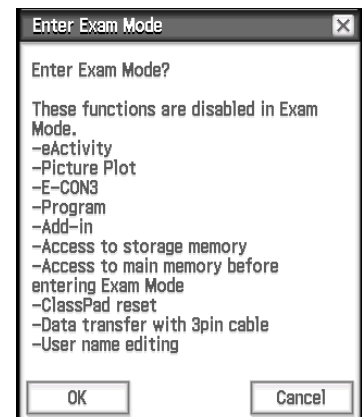 Enter Exam Mode
Enter Exam Mode?
These functions are disabled in Exam
Mode.
-eActivity
-Picture Plot
-E-CON3
-Program
-Add-in
-Access to storage memory
-Access to main memory before
entering Exam Mode
-ClassPad reset
-Data transfer with 3pin cable
-User name editing
OK Cancel